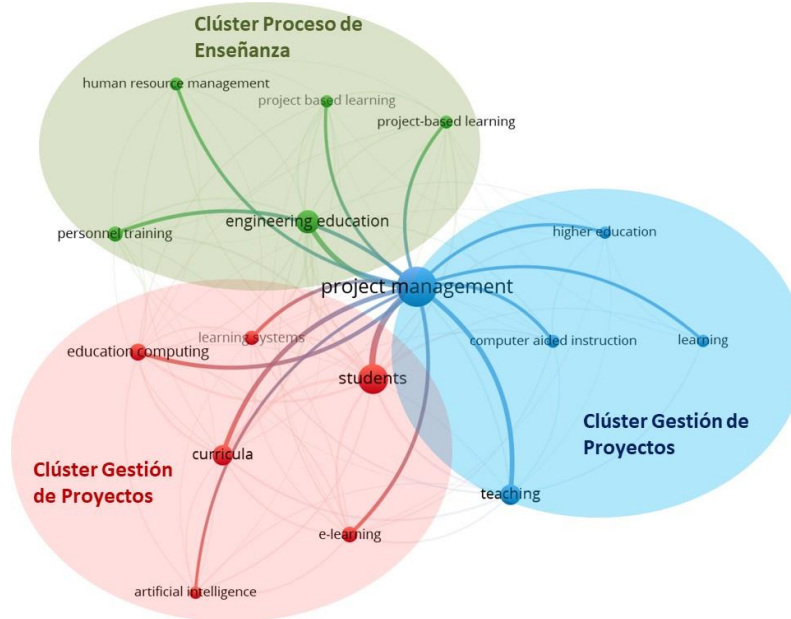 Clúster Proceso de
Enseñanza
human resource management
project based learning
project-based learning
engineering education
personnel training
higher education
project management
learning systems
education computing
computer aided instruction
learning
students
Clúster Gestión de
Proyectos
curricula
Clúster Gestión
de Proyectos
teaching
e-learning
artificial intelligence